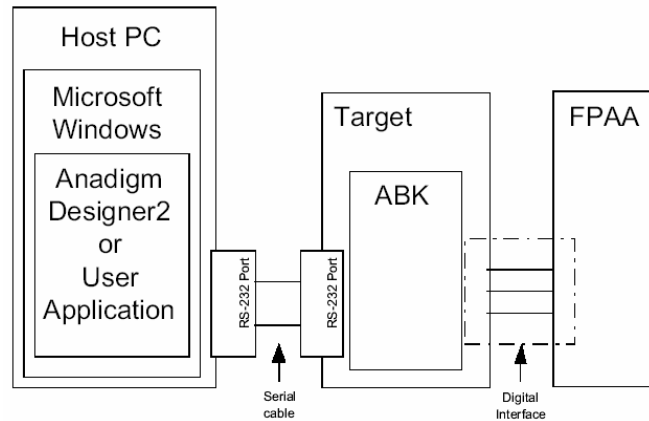 Host PC
Microsoft
Windows
Anadigm
Designer2
or
User
Application
RS-232 Port
Serial
cable
RS-232 Port
Target
ABK
Digital
Interface
FPAA